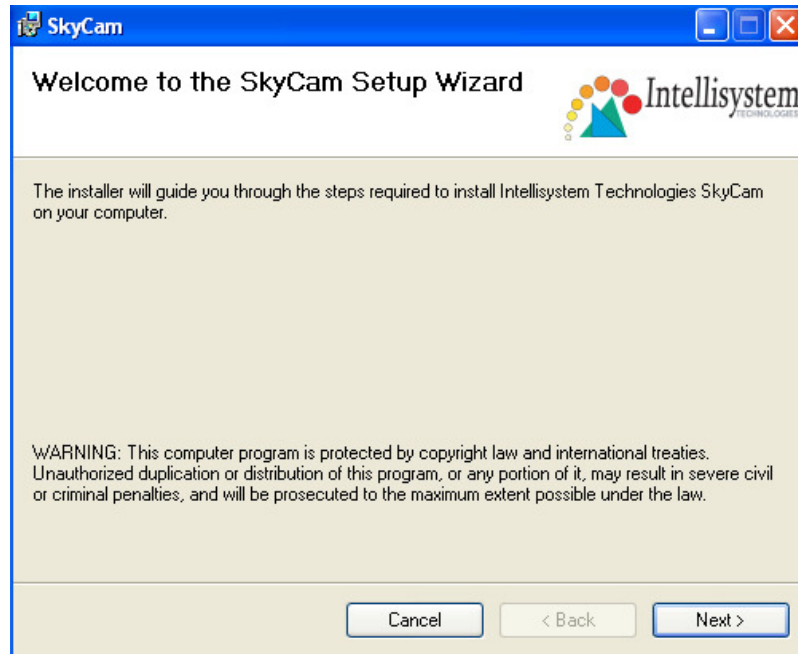 SkyCam
Welcome to the SkyCam Setup Wizard
Intellisystem
TECHNOLOGIES
The installer will guide you through the steps required to install Intellisystem Technologies SkyCam
on your computer.
WARNING: This computer program is protected by copyright law and international treaties.
Unauthorized duplication or distribution of this program, or any portion of it, may result in severe civil
or criminal penalties, and will be prosecuted to the maximum extent possible under the law.
Cancel
< Back
Next >